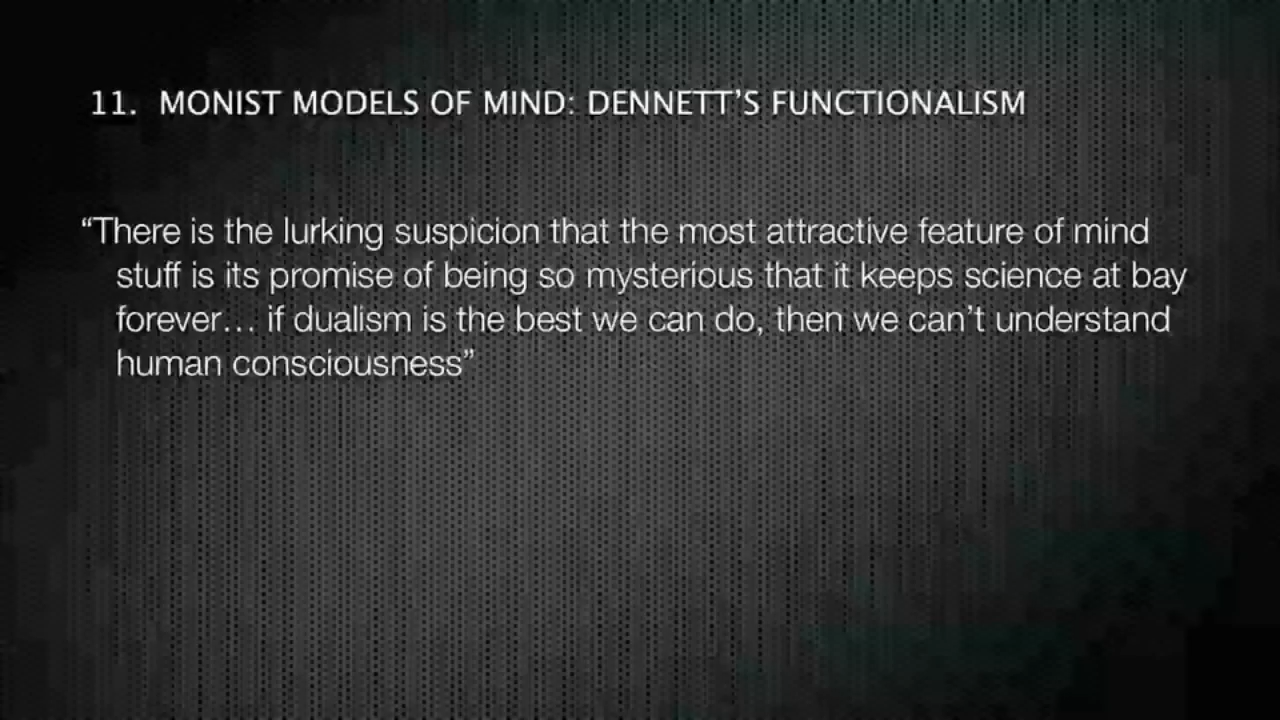 11. MONIST MODELS OF MIND: DENNETT’S FUNCTIONALISM
“There is the lurking suspicion that the most attractive feature of mind
stuff is its promise of being so mysterious that it keeps science at bay
forever… if dualism is the best we can do, then we can’t understand
human consciousness”